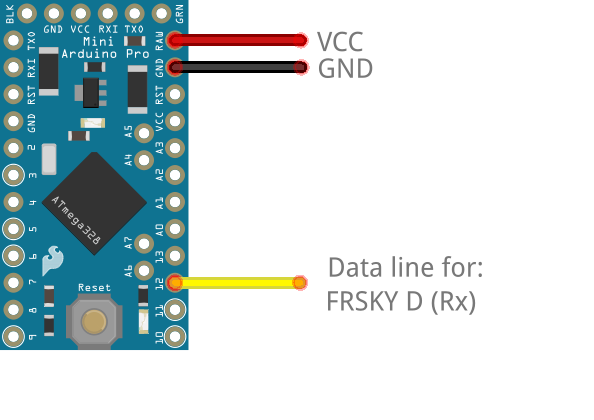 BLK
GND VCC RXI TXO
GRN
TXO
RXI
RST
GND
2
3
4
5
6
7
8
9
Mini
Arduino Pro
RAW
GND
RST
VCC
A3
A2
A1
A0
13
12
11
10
A5
A4
A7
A6
ATmega328
Reset
VCC
GND
Data line for:
FRSKY D (Rx)